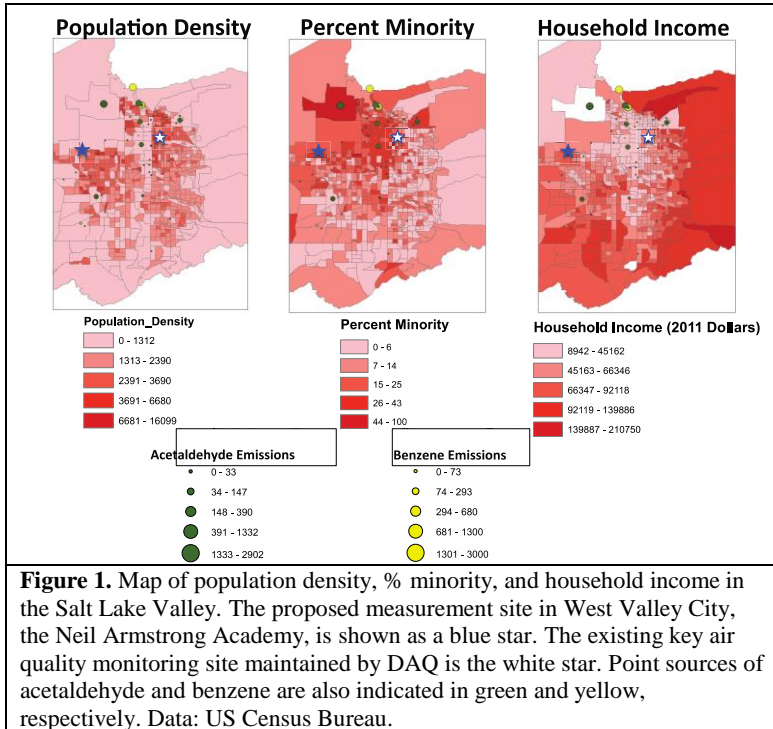 Population Density
Percent Minority
Household Income
Population_Density
0 - 1312
1313 - 2390
2391 - 3690
3691 - 6680
6681 - 16099
Percent Minority
0 - 6
7 - 14
15 - 25
26 - 43
44 - 100
Household Income (2011 Dollars)
8942 - 45162
45163 - 66346
66347 - 92118
92119 - 139886
139887 - 210750
Acetaldehyde Emissions
0 - 33
34 - 147
148 - 390
391 - 1332
1333 - 2902
Benzene Emissions
0 - 73
74 - 293
294 - 680
681 - 1300
1301 - 3000
Figure 1. Map of population density, % minority, and household income in
the Salt Lake Valley. The proposed measurement site in West Valley City,
the Neil Armstrong Academy, is shown as a blue star. The existing key air
quality monitoring site maintained by DAQ is the white star. Point sources of
acetaldehyde and benzene are also indicated in green and yellow,
respectively. Data: US Census Bureau.